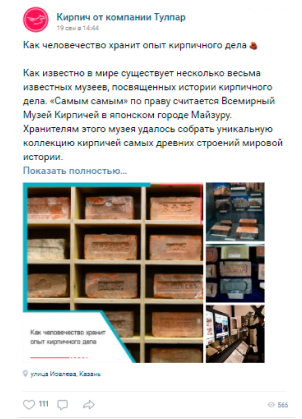 Кирпич от компании Тулпар
19 сен в 14:44
Как человечество хранит опыт кирпичного дела
Как известно в мире существует несколько весьма
известных музеев, посвященных истории кирпичного
дела. «Самым самым» по праву считается Всемирный
Музей Кирпичей в японском городе Майзуру.
Хранителям этого музея удалось собрать уникальную
коллекцию кирпичей самых древних строений мировой
истории.
Показать полностью...
Как человечество хранит
опыт кирпичного дела
улица Исаева, Казань
111
565